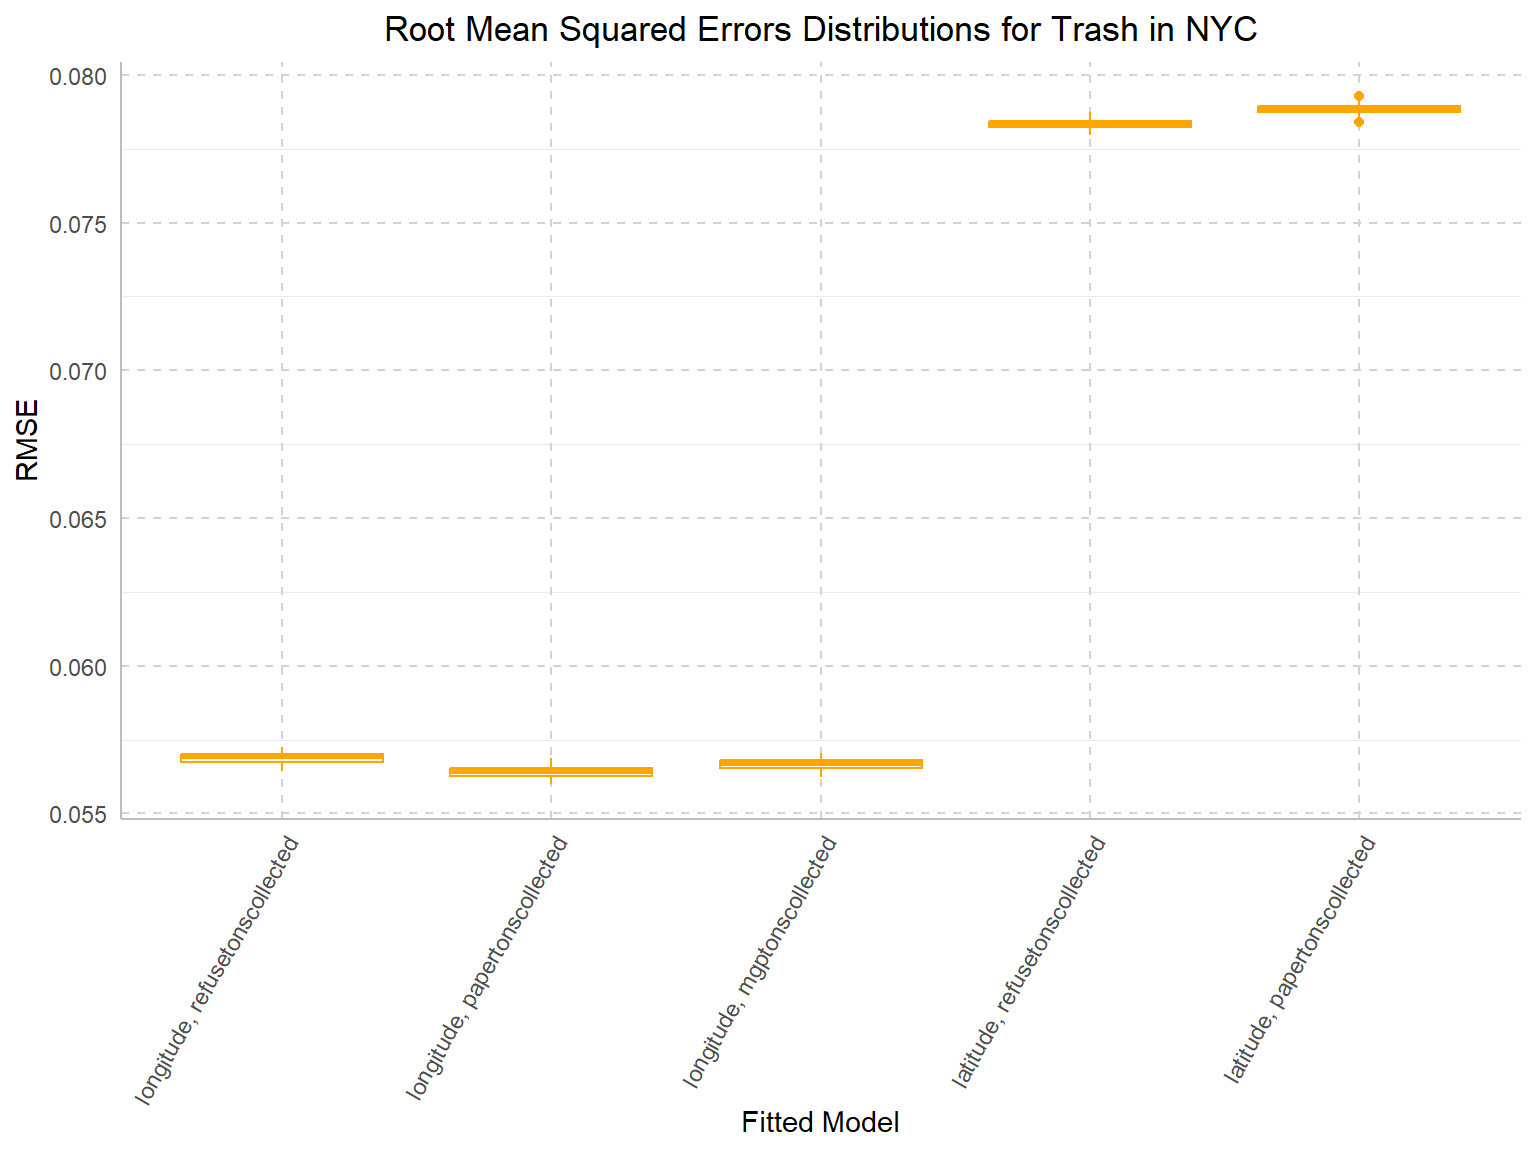 Root Mean Squared Errors Distributions for Trash in NYC
0.080
0.075
0.070
0.065
0.060
0.055
RMSE
longitude, refusetonscollected
longitude, papertonscollected
longitude, mgptonscollected
latitude, refusetonscollected
latitude, papertonscollected
Fitted Model